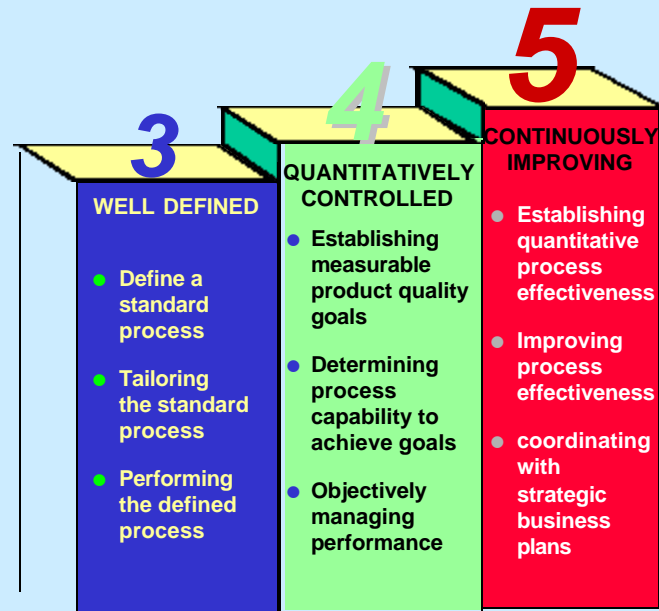 3
WELL DEFINED
Define a
standard
process
Tailoring
the standard
process
Performing
the defined
process
4
QUANTITATIVELY
CONTROLLED
Establishing
measurable
product quality
goals
Determining
process
capability to
achieve goals
Objectively
managing
performance
5
CONTINUOUSLY
IMPROVING
Establishing
quantitative
process
effectiveness
Improving
process
effectiveness
coordinating
with
strategic
business
plans